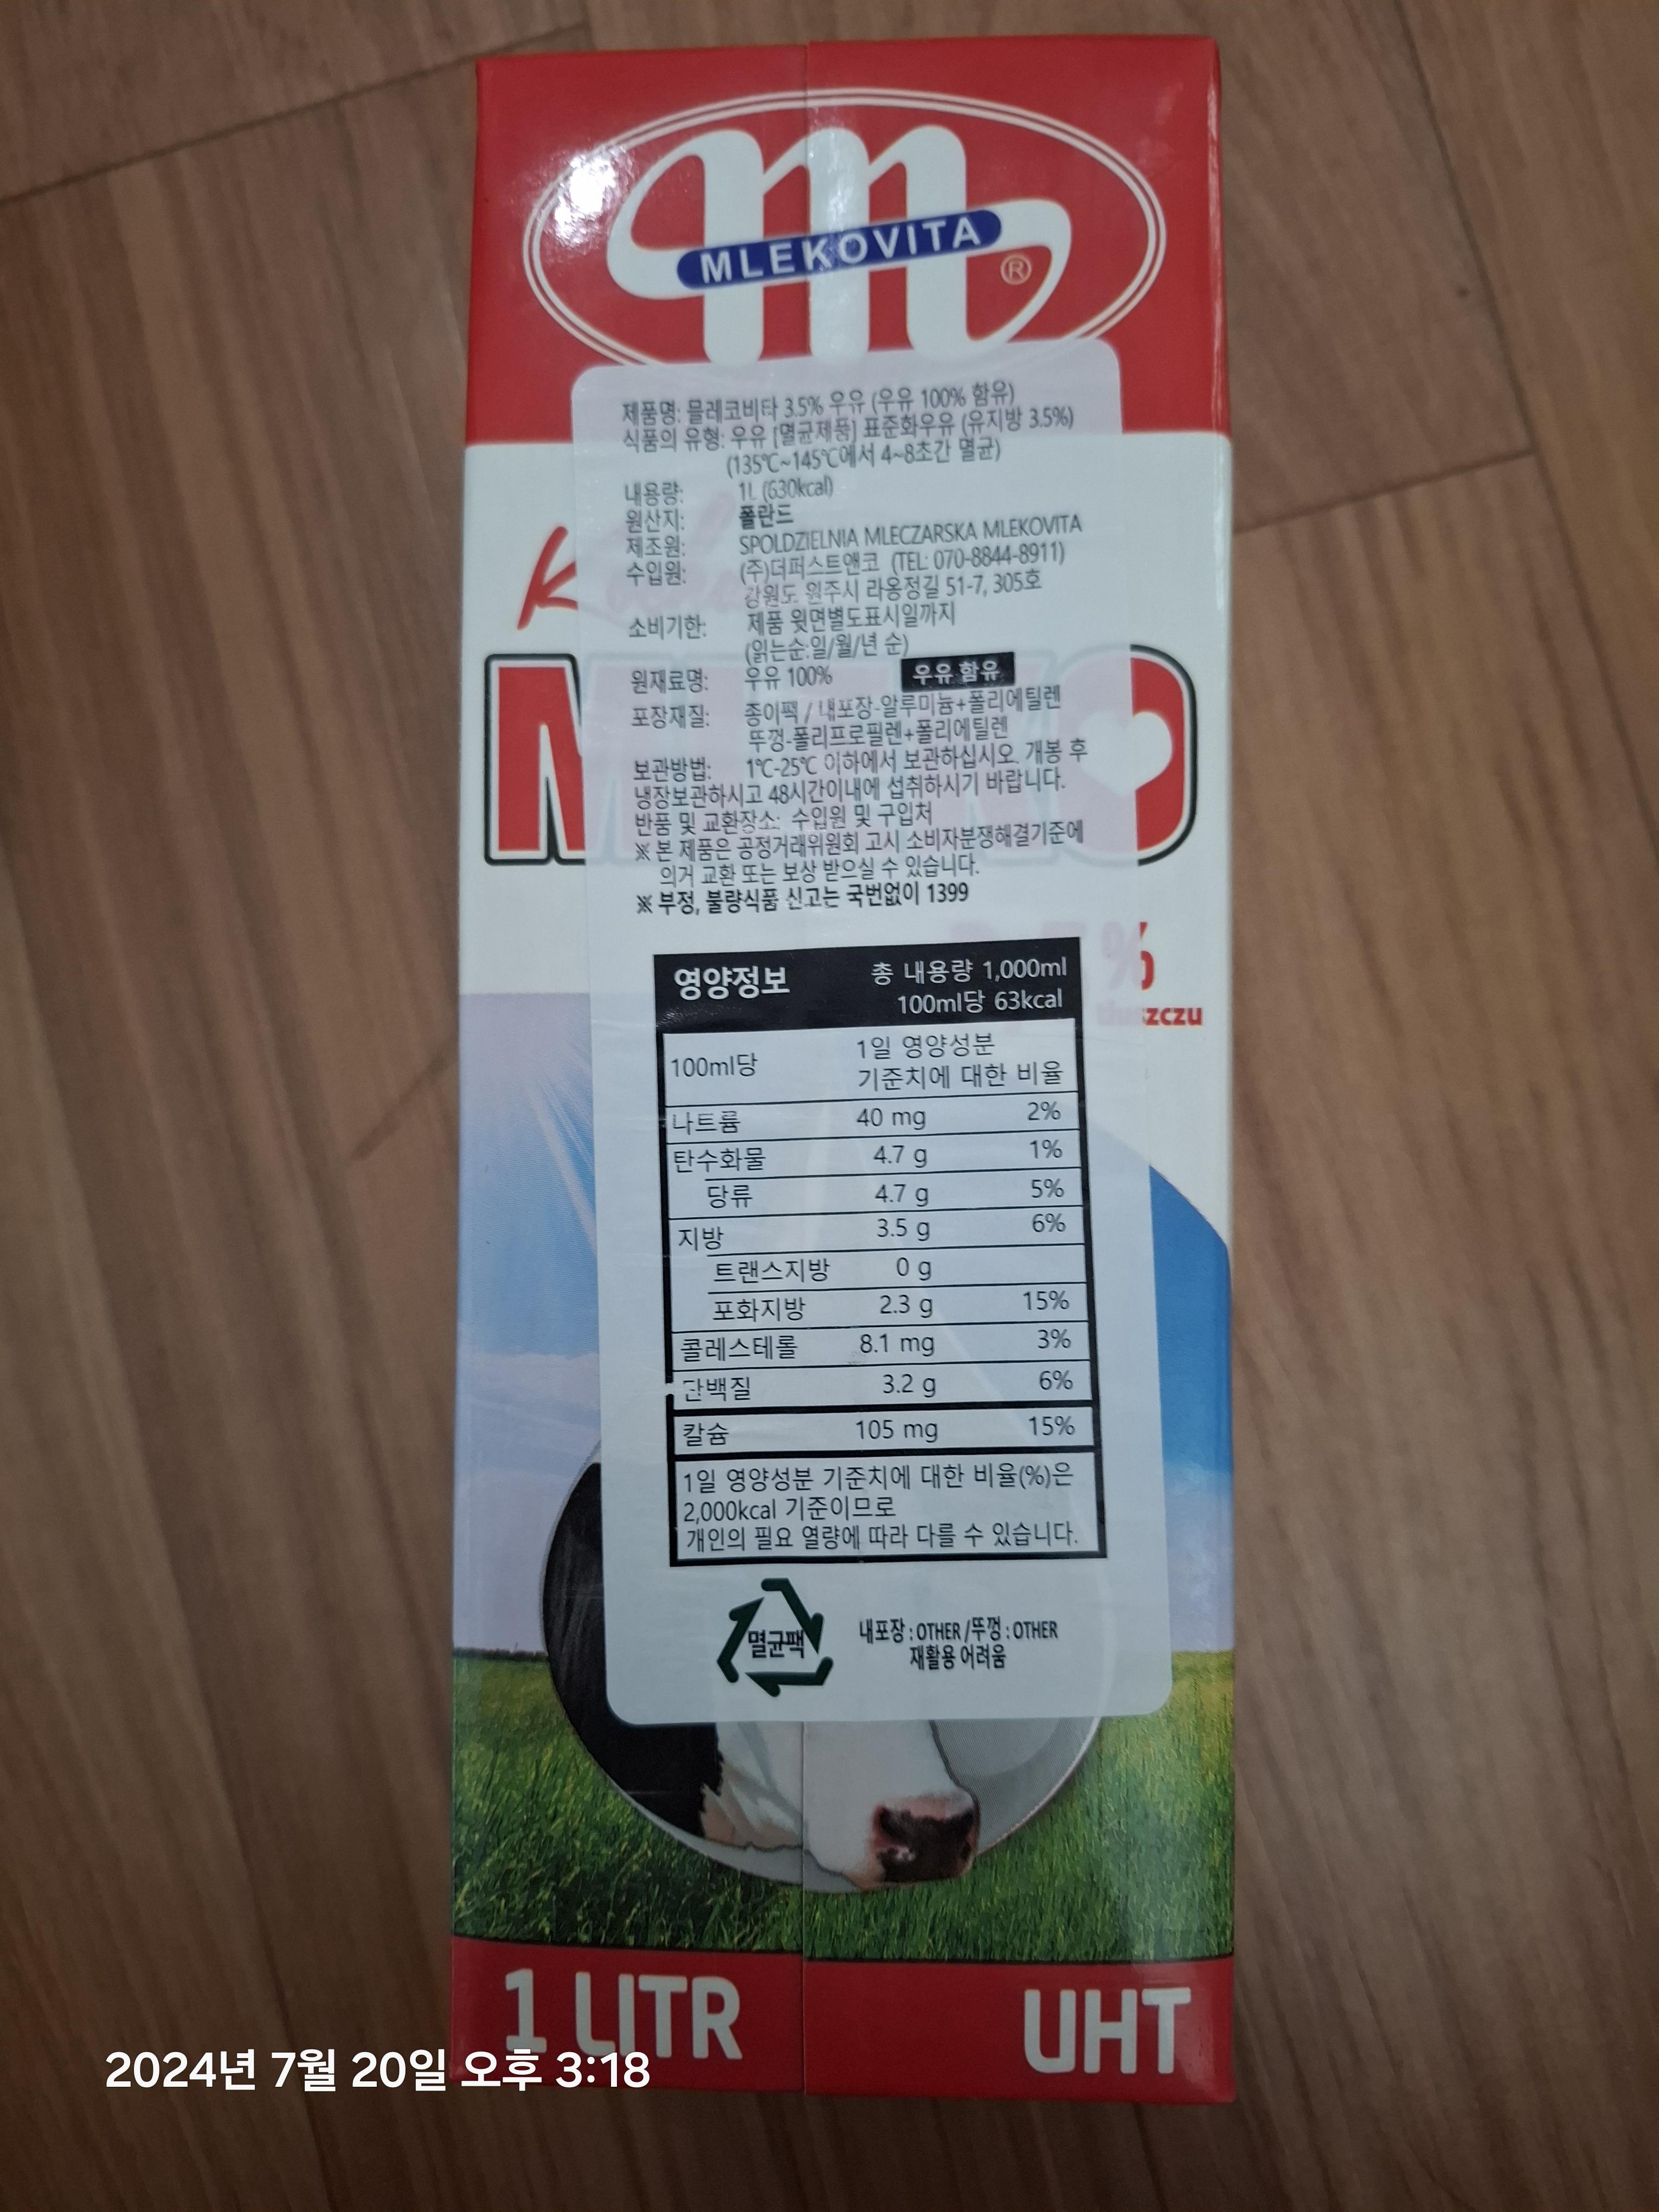 MLEKOVITA
®
제품명: 믈레코비타 3.5% 우유 (우유 100% 함유)
식품의 유형: 우유 [멸균제품] 표준화우유 (유지방 3.5%)
(135℃~145℃에서 4~8초간 멸균)
내용량: 1L (630kcal)
원산지: 폴란드
제조원: SPOLDZIELNIA MLECZARSKA MLEKOVITA
수입원: (주)더퍼스트앤코 (TEL: 070-8844-8911)
강원도 원주시 라옹정길 51-7, 305호
소비기한: 제품 윗면별도표시일까지
(읽는순:일/월/년 순)
원재료명: 우유 100% 우유 함유
포장재질: 종이팩 / 내포장-알루미늄+폴리에틸렌
뚜껑-폴리프로필렌+폴리에틸렌
보관방법: 1℃-25℃ 이하에서 보관하십시오. 개봉 후
냉장보관하시고 48시간이내에 섭취하시기 바랍니다.
반품 및 교환장소: 수입원 및 구입처
※ 본 제품은 공정거래위원회 고시 소비자분쟁해결기준에
의거 교환 또는 보상 받으실 수 있습니다.
※ 부정, 불량식품 신고는 국번없이 1399
%
영양정보 총 내용량 1,000ml
100ml당 63kcal
tłuszczu
100ml당 1일 영양성분
기준치에 대한 비율
나트륨 40 mg 2%
탄수화물 4.7 g 1%
당류 4.7 g 5%
지방 3.5 g 6%
트랜스지방 0 g
포화지방 2.3 g 15%
콜레스테롤 8.1 mg 3%
단백질 3.2 g 6%
칼슘 105 mg 15%
1일 영양성분 기준치에 대한 비율(%)은
2,000kcal 기준이므로
개인의 필요 열량에 따라 다를 수 있습니다.
멸균팩
내포장 : OTHER /뚜껑 : OTHER
재활용 어려움
1 LITR UHT
2024년 7월 20일 오후 3:18